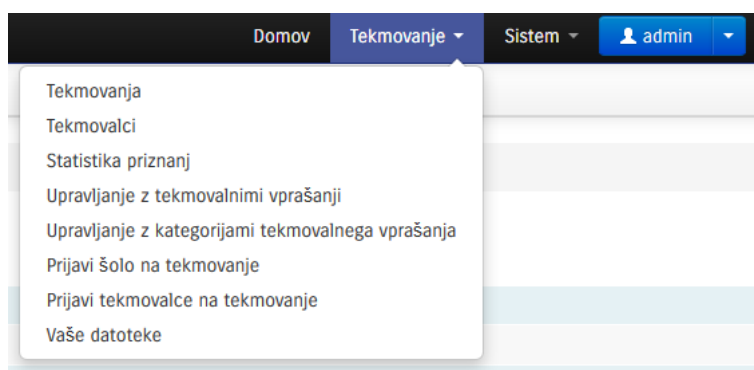 Domov Tekmovanje Sistem admin
Tekmovanja
Tekmovalci
Statistika priznanj
Upravljanje z tekmovalnimi vprašanji
Upravljanje z kategorijami tekmovalnega vprašanja
Prijavi šolo na tekmovanje
Prijavi tekmovalce na tekmovanje
Vaše datoteke